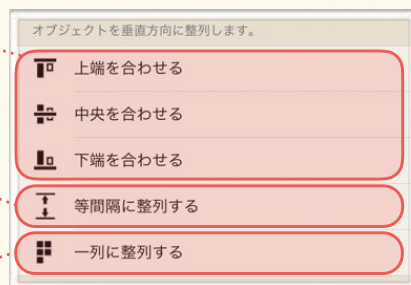 オブジェクトを垂直方向に整列します。
上端を合わせる
中央を合わせる
下端を合わせる
等間隔に整列する
一列に整列する